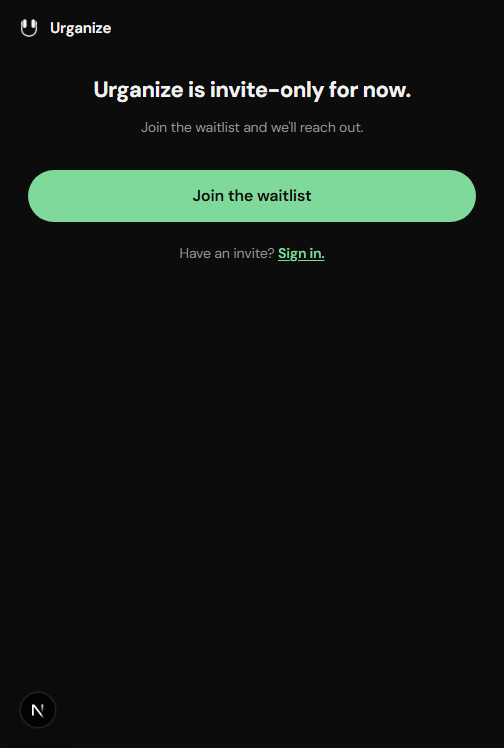 Urganize
Urganize is invite-only for now.
Join the waitlist and we'll reach out.
Join the waitlist
Have an invite? Sign in.
N